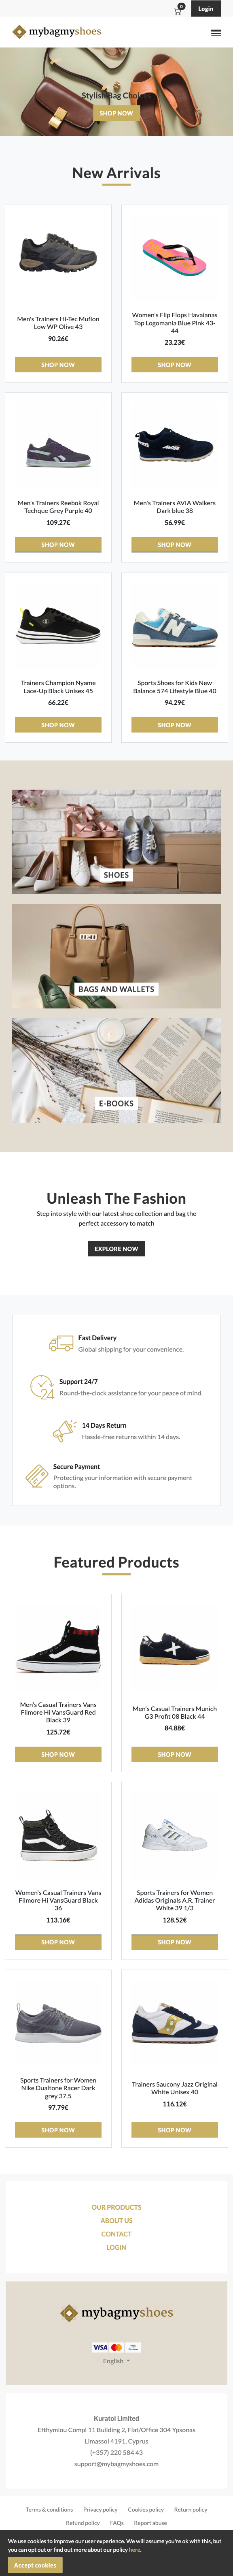 0
Login
mybagmyshoes
Stylish Bag Choices
SHOP NOW
New Arrivals
Men's Trainers Hi-Tec Muflon
Low WP Olive 43
90.26€
SHOP NOW
Women's Flip Flops Havaianas
Top Logomania Blue Pink 43-
44
23.23€
SHOP NOW
Men's Trainers Reebok Royal
Techque Grey Purple 40
109.27€
SHOP NOW
Men's Trainers AVIA Walkers
Dark blue 38
56.99€
SHOP NOW
Trainers Champion Nyame
Lace-Up Black Unisex 45
66.22€
SHOP NOW
Sports Shoes for Kids New
Balance 574 Lifestyle Blue 40
94.29€
SHOP NOW
SHOES
BAGS AND WALLETS
E-BOOKS
Unleash The Fashion
Step into style with our latest shoe collection and bag the
perfect accessory to match
EXPLORE NOW
Fast Delivery
Global shipping for your convenience.
Support 24/7
Round-the-clock assistance for your peace of mind.
14 Days Return
Hassle-free returns within 14 days.
Secure Payment
Protecting your information with secure payment
options.
Featured Products
Men's Casual Trainers Vans
Filmore Hi VansGuard Red
Black 39
125.72€
SHOP NOW
Men's Casual Trainers Munich
G3 Profit 08 Black 44
84.88€
SHOP NOW
Women's Casual Trainers Vans
Filmore Hi VansGuard Black
36
113.16€
SHOP NOW
Sports Trainers for Women
Adidas Originals A.R. Trainer
White 39 1/3
128.52€
SHOP NOW
Sports Trainers for Women
Nike Dualtone Racer Dark
grey 37.5
97.79€
SHOP NOW
Trainers Saucony Jazz Original
White Unisex 40
116.12€
SHOP NOW
OUR PRODUCTS
ABOUT US
CONTACT
LOGIN
mybagmyshoes
VISA
English
Kuratol Limited
Efthymiou Compl 11 Building 2, Flat/Office 304 Ypsonas
Limassol 4191, Cyprus
(+357) 220 584 43
support@mybagmyshoes.com
Terms & conditions Privacy policy Cookies policy Return policy
Refund policy FAQs Report abuse
We use cookies to improve our user experience. We will assume you're ok with this, but
you can opt out or find out more about our policy here.
Accept cookies